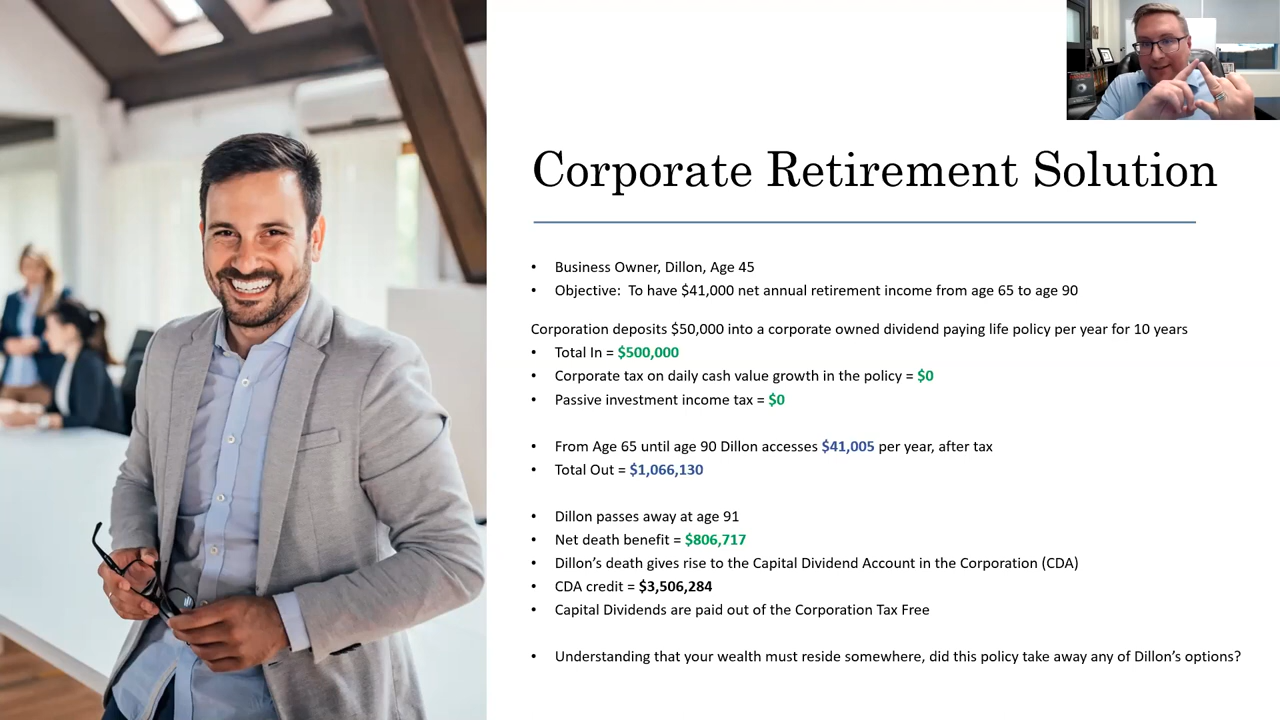 Corporate Retirement Solution
• Business Owner, Dillon, Age 45
• Objective: To have $41,000 net annual retirement income from age 65 to age 90
Corporation deposits $50,000 into a corporate owned dividend paying life policy per year for 10 years
• Total In = $500,000
• Corporate tax on daily cash value growth in the policy = $0
• Passive investment income tax = $0
• From Age 65 until age 90 Dillon accesses $41,005 per year, after tax
• Total Out = $1,066,130
• Dillon passes away at age 91
• Net death benefit = $806,717
• Dillon’s death gives rise to the Capital Dividend Account in the Corporation (CDA)
• CDA credit = $3,506,284
• Capital Dividends are paid out of the Corporation Tax Free
• Understanding that your wealth must reside somewhere, did this policy take away any of Dillon’s options?